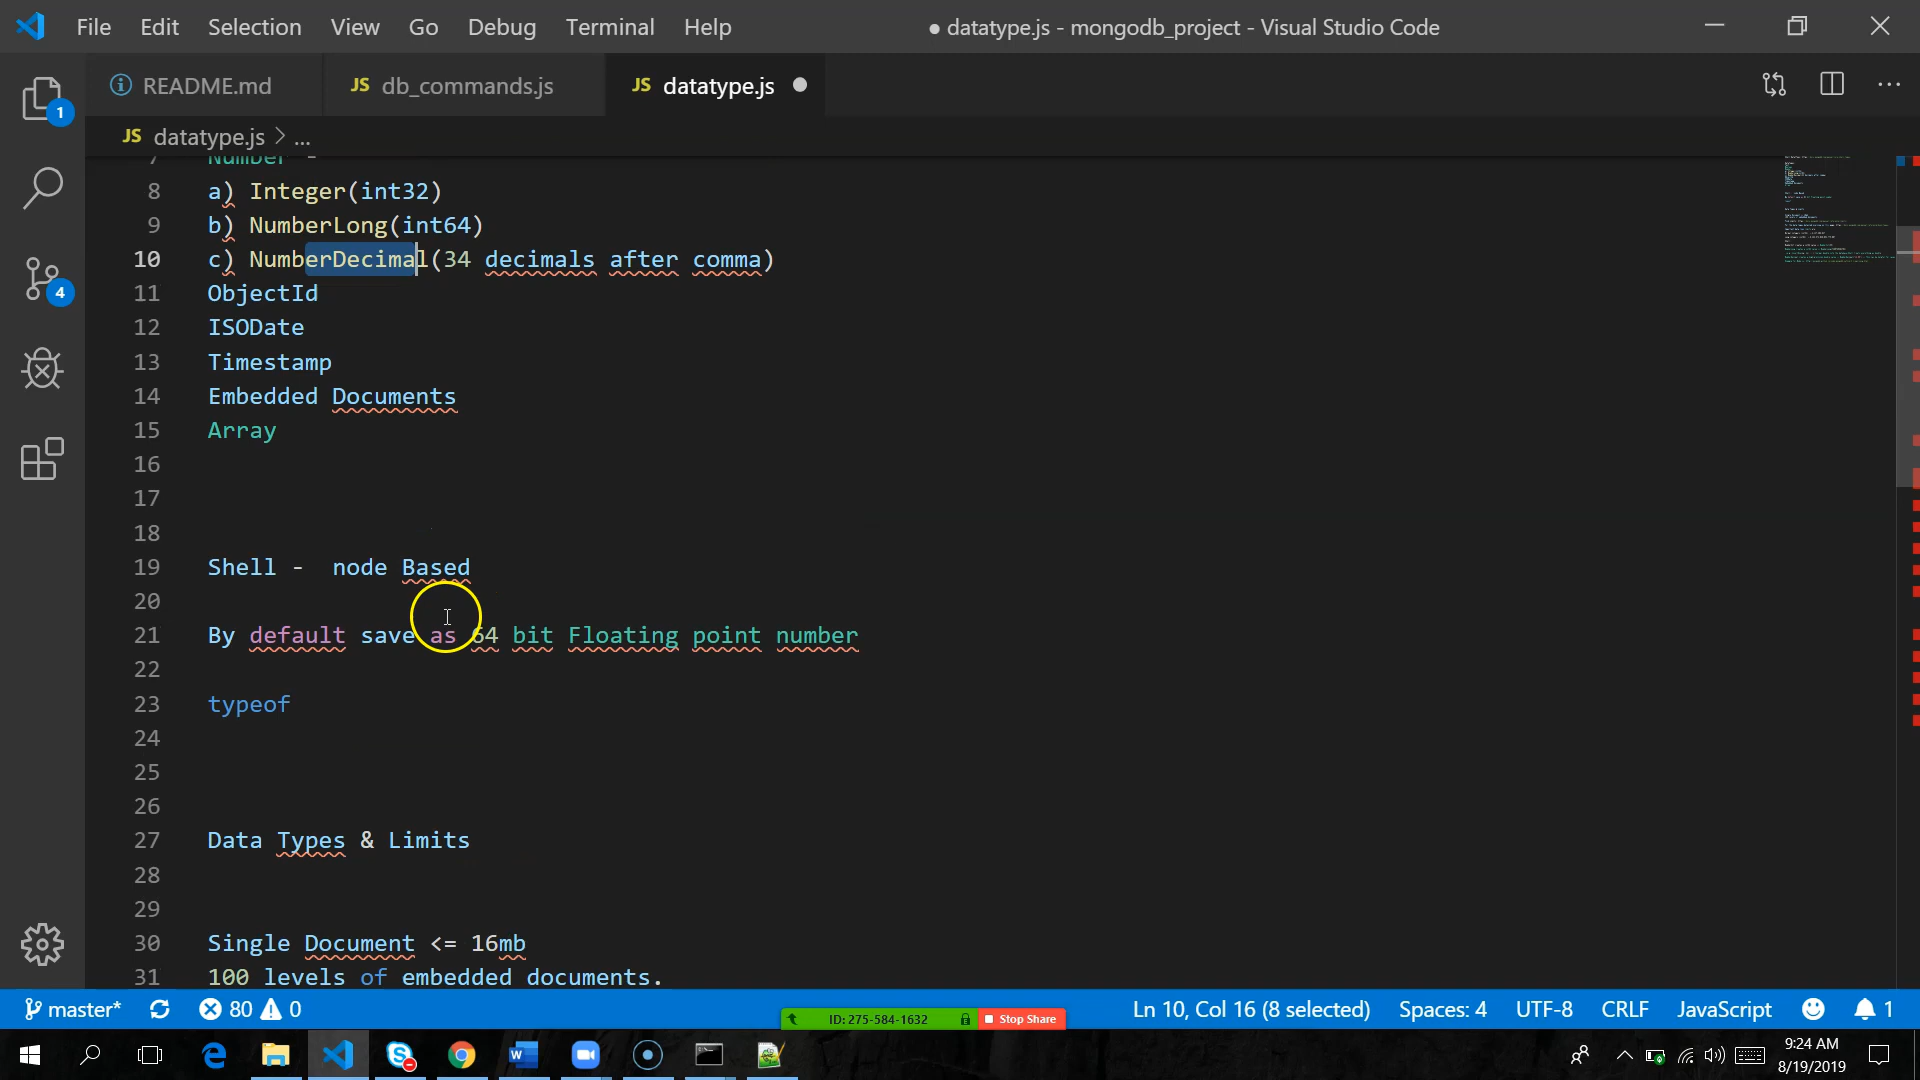 File Edit Selection View Go Debug Terminal Help ● datatype.js - mongodb_project - Visual Studio Code
README.md JS db_commands.js JS datatype.js
JS datatype.js > ...
7 Number -
8 a) Integer(int32)
9 b) NumberLong(int64)
10 c) NumberDecimal(34 decimals after comma)
11 ObjectId
12 ISODate
13 Timestamp
14 Embedded Documents
15 Array
16
17
18
19 Shell - node Based
20
21 By default save as 64 bit Floating point number
22
23 typeof
24
25
26
27 Data Types & Limits
28
29
30 Single Document <= 16mb
31 100 levels of embedded documents.
1
4
master* 80 0 Ln 10, Col 16 (8 selected) Spaces: 4 UTF-8 CRLF JavaScript 1
ID: 275-584-1632 Stop Share
9:24 AM
8/19/2019